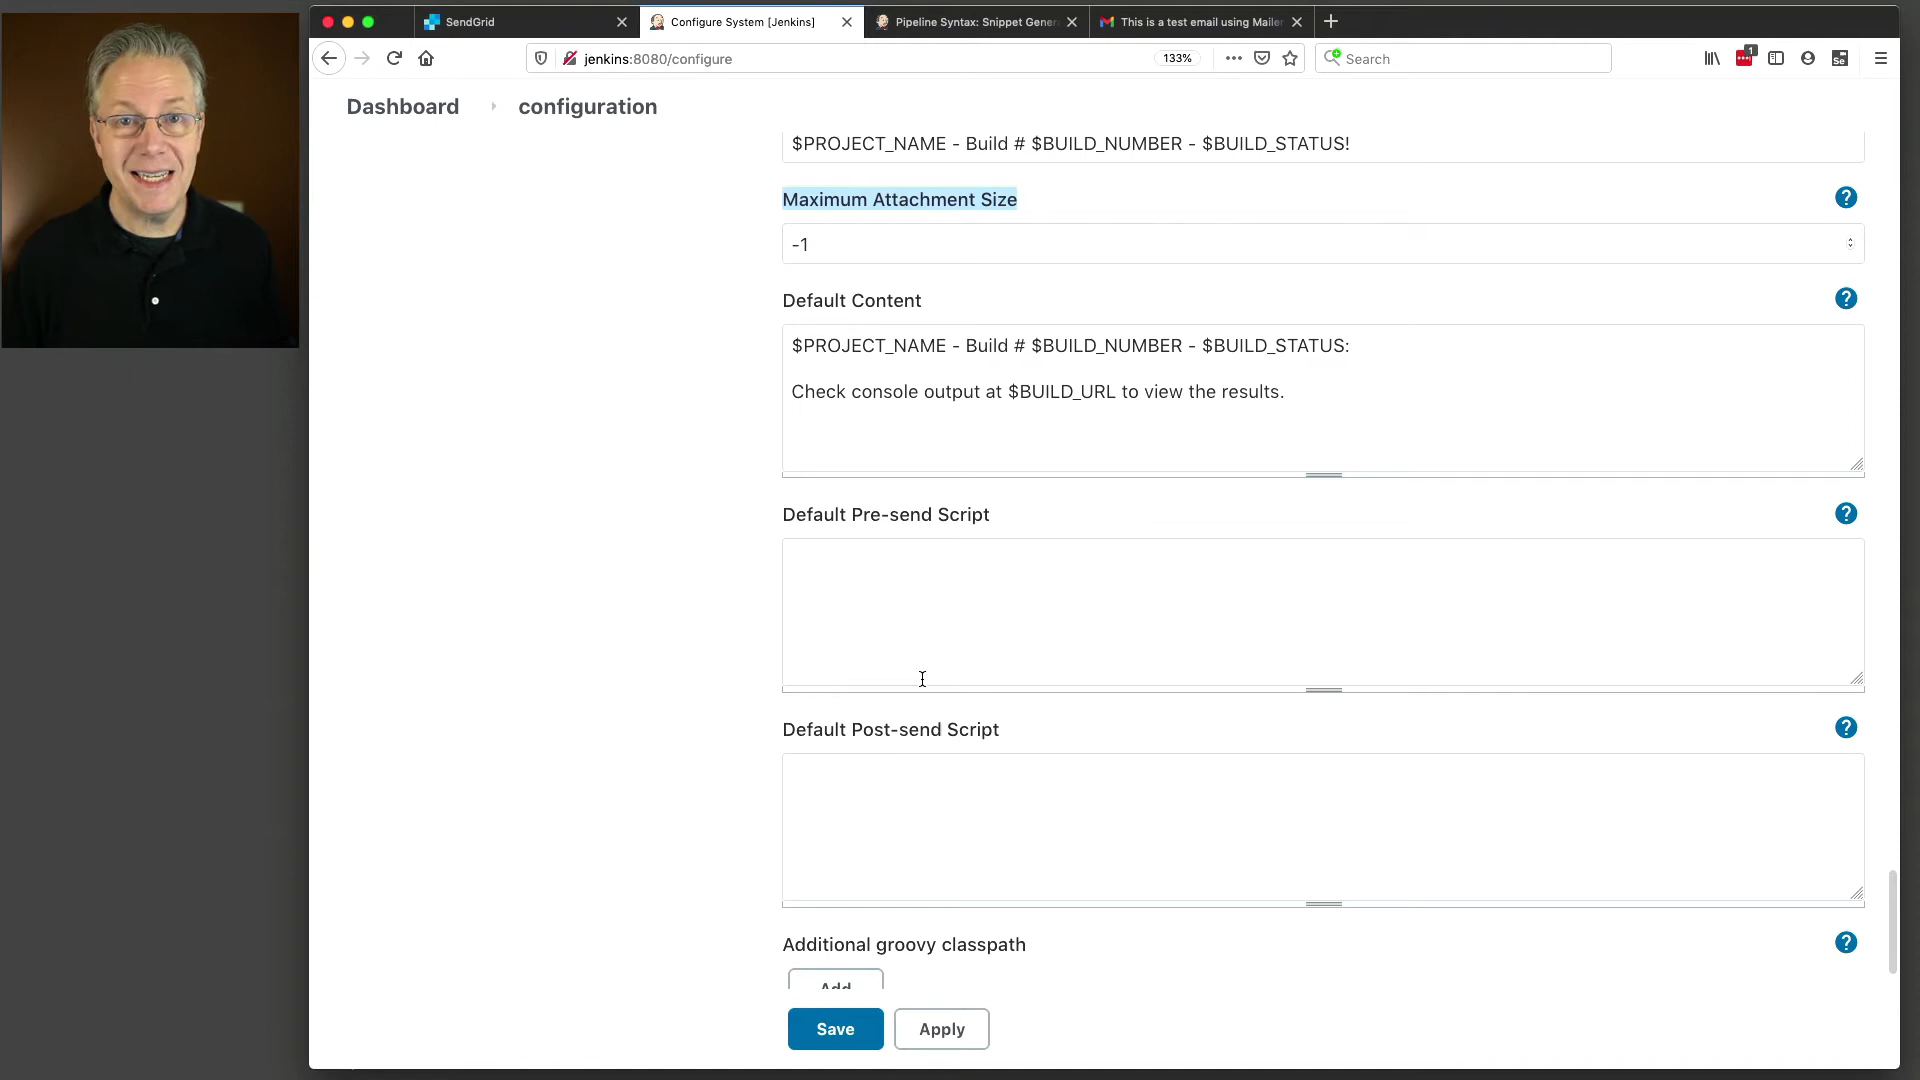 SendGrid
Configure System [Jenkins]
Pipeline Syntax: Snippet Gener
This is a test email using Mailer
jenkins:8080/configure
133%
Search
1
Se
Dashboard
configuration
$PROJECT_NAME - Build # $BUILD_NUMBER - $BUILD_STATUS!
Maximum Attachment Size
?
-1
Default Content
?
$PROJECT_NAME - Build # $BUILD_NUMBER - $BUILD_STATUS:
Check console output at $BUILD_URL to view the results.
Default Pre-send Script
?
Default Post-send Script
?
Additional groovy classpath
?
Add
Save
Apply